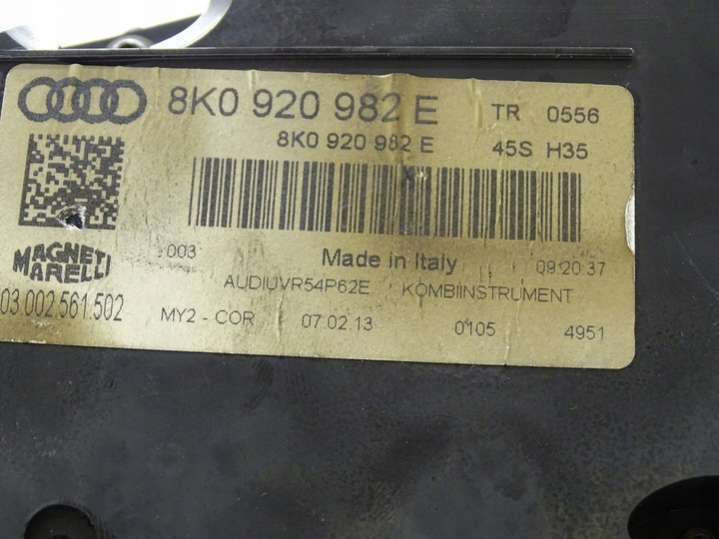 8K0 920 982 E TR 0556
8K0 920 982 E 45S H35
MAGNETI MARELLI
003 Made in Italy 09:20:37
AUDIUVR54P62E KOMBIINSTRUMENT
03.002.561.502 MY2 - COR 07.02.13 0105 4951